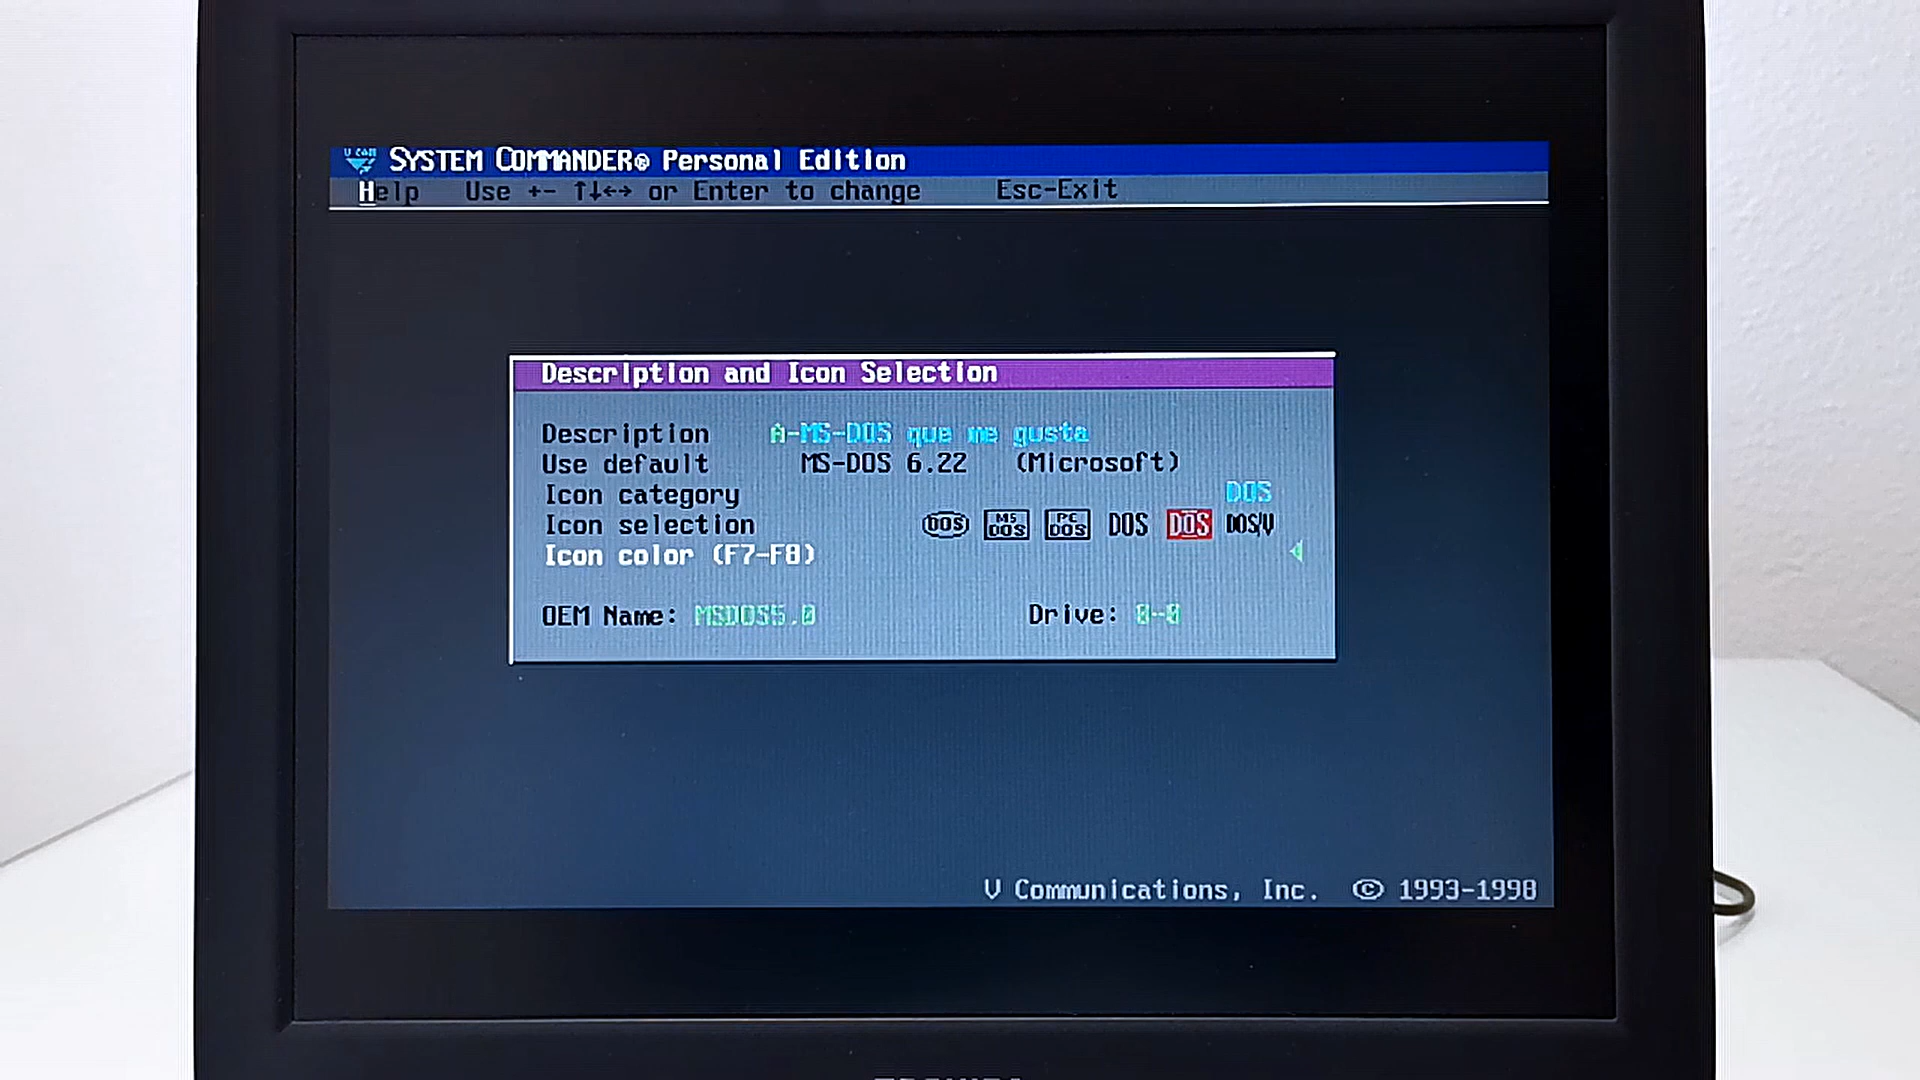 V COM SYSTEM COMMANDER® Personal Edition
Help Use +- ↑↓←→ or Enter to change Esc-Exit
Description and Icon Selection
Description A-MS-DOS que me gusta
Use default MS-DOS 6.22 (Microsoft)
Icon category DOS
Icon selection DOS MS DOS PC DOS DOS DOS DOS/V
Icon color (F7-F8)
OEM Name: MSDOS5.0 Drive: 0-0
V Communications, Inc. © 1993-1998